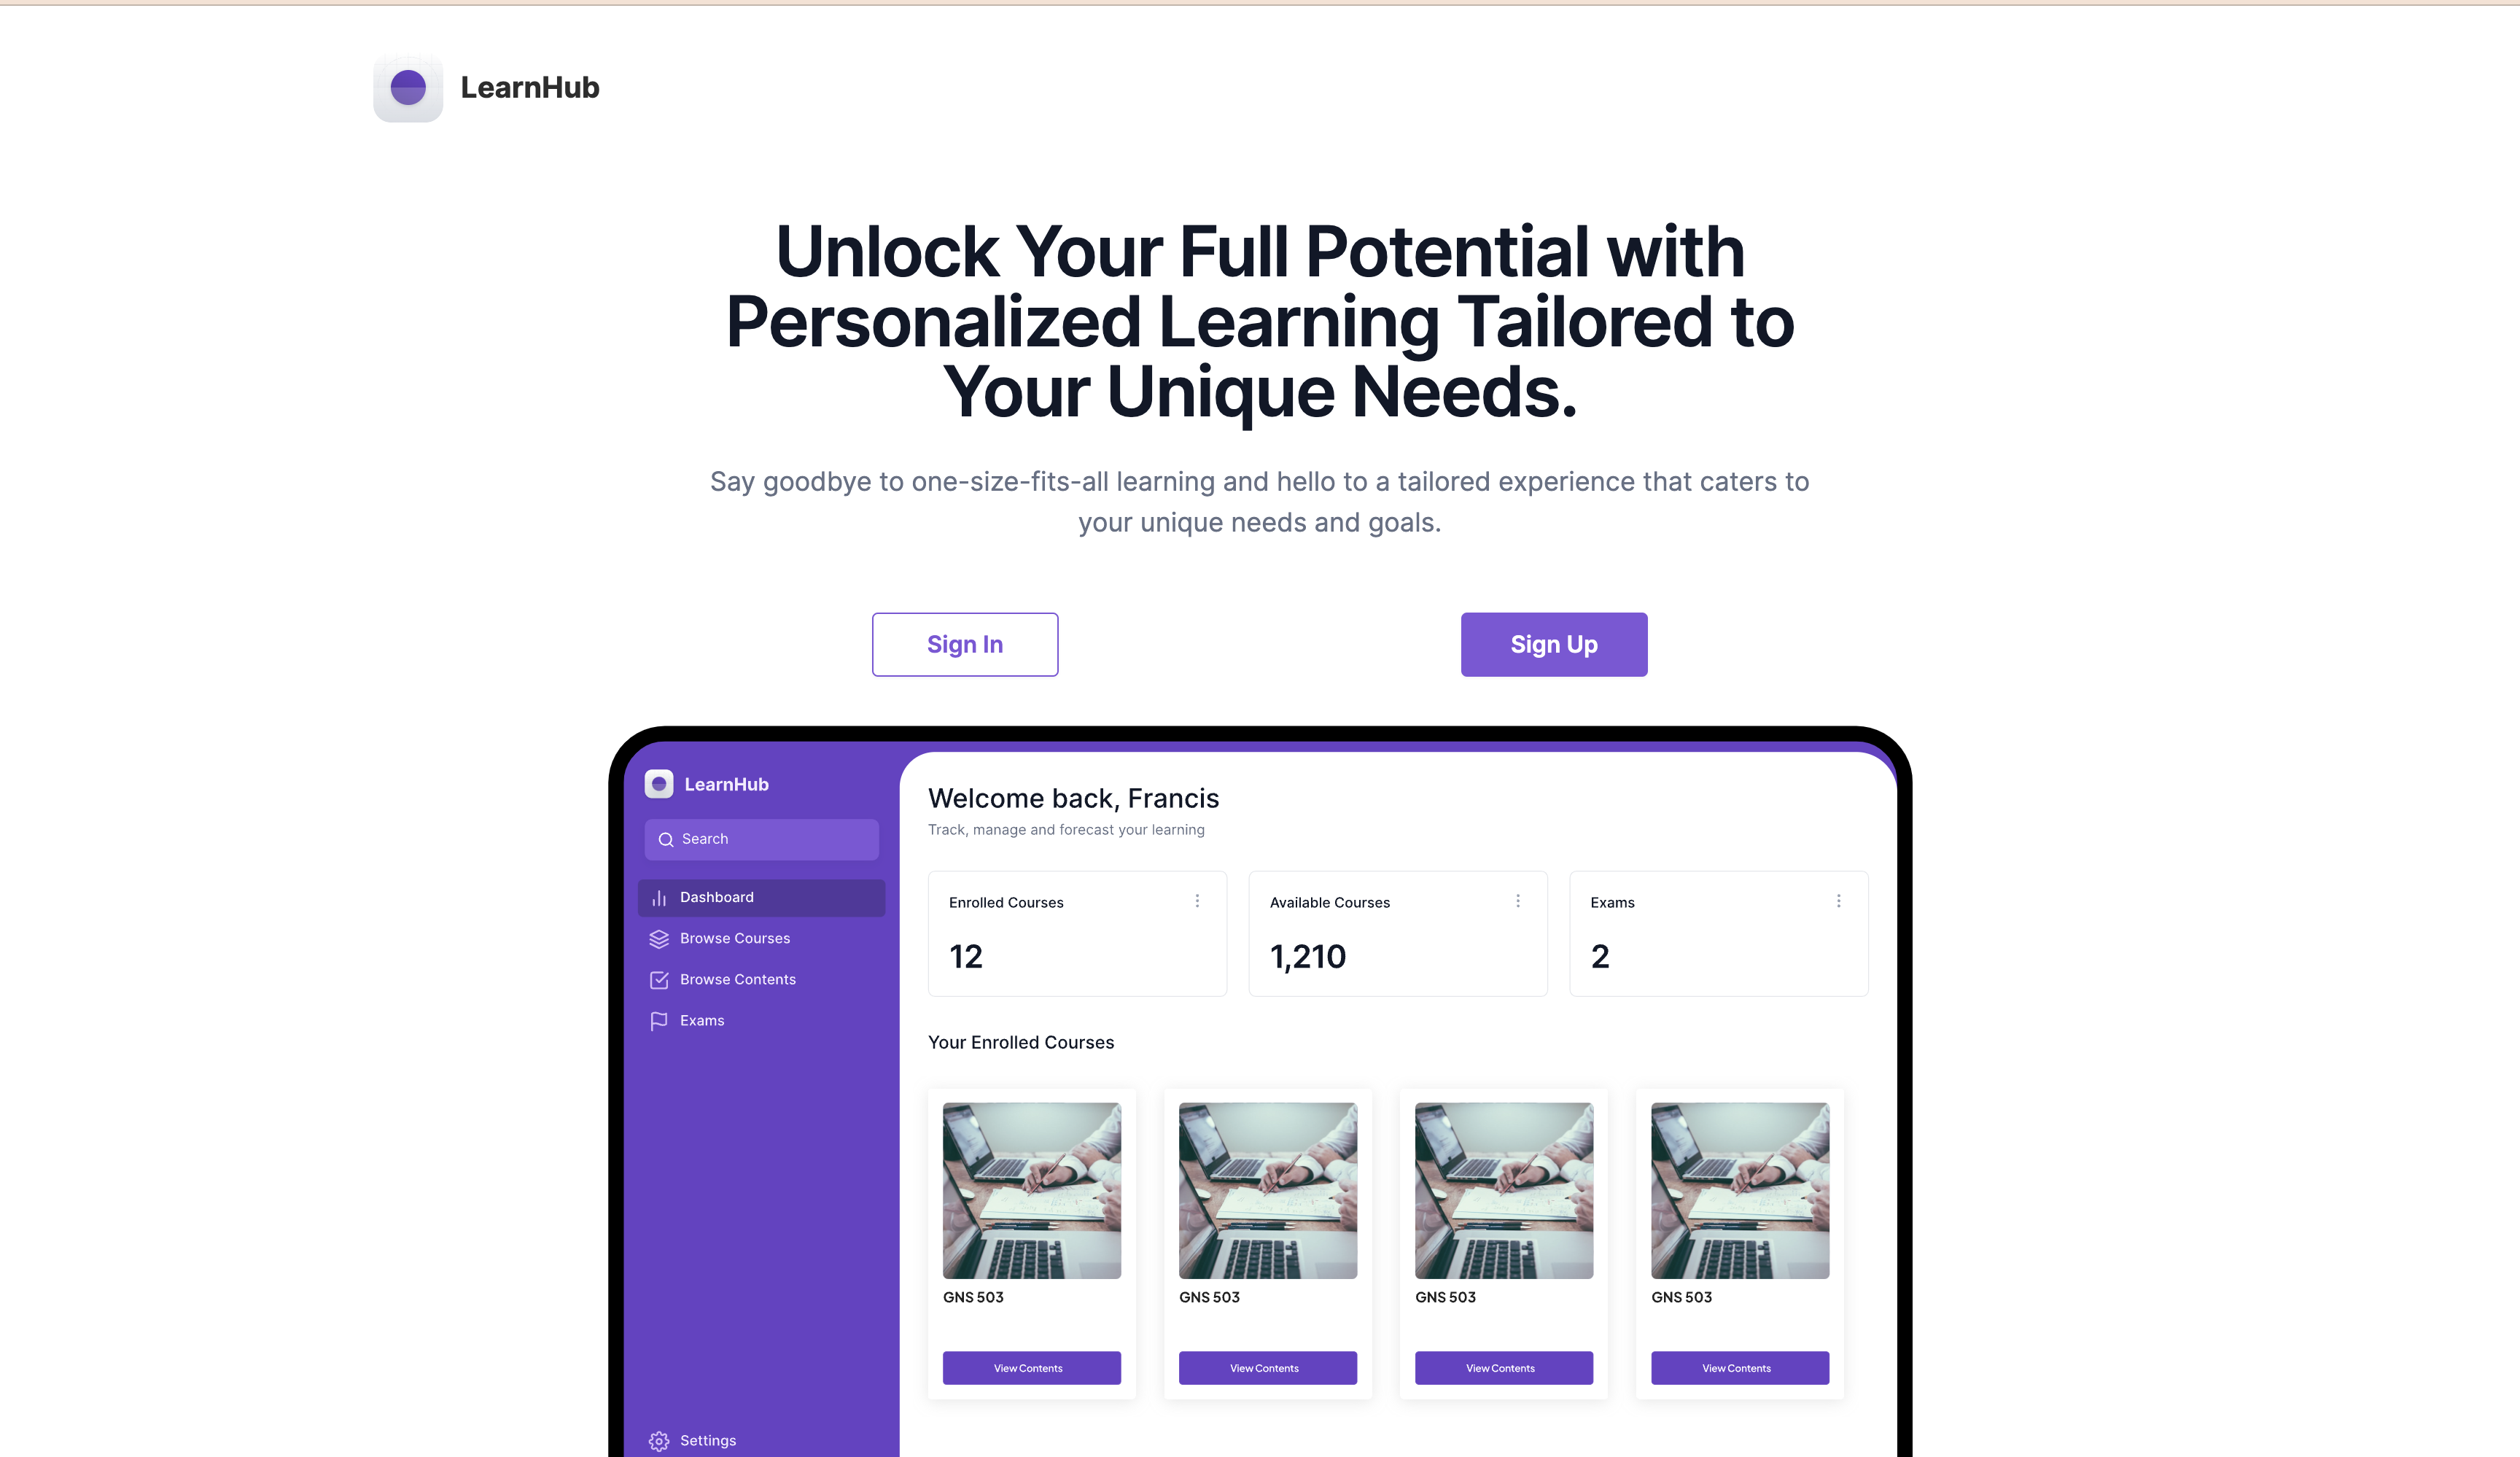 LearnHub
Unlock Your Full Potential with
Personalized Learning Tailored to
Your Unique Needs.
Say goodbye to one-size-fits-all learning and hello to a tailored experience that caters to
your unique needs and goals.
Sign In
Sign Up
LearnHub
Search
Dashboard
Browse Courses
Browse Contents
Exams
Settings
Welcome back, Francis
Track, manage and forecast your learning
Enrolled Courses
12
Available Courses
1,210
Exams
2
Your Enrolled Courses
GNS 503
View Contents
GNS 503
View Contents
GNS 503
View Contents
GNS 503
View Contents